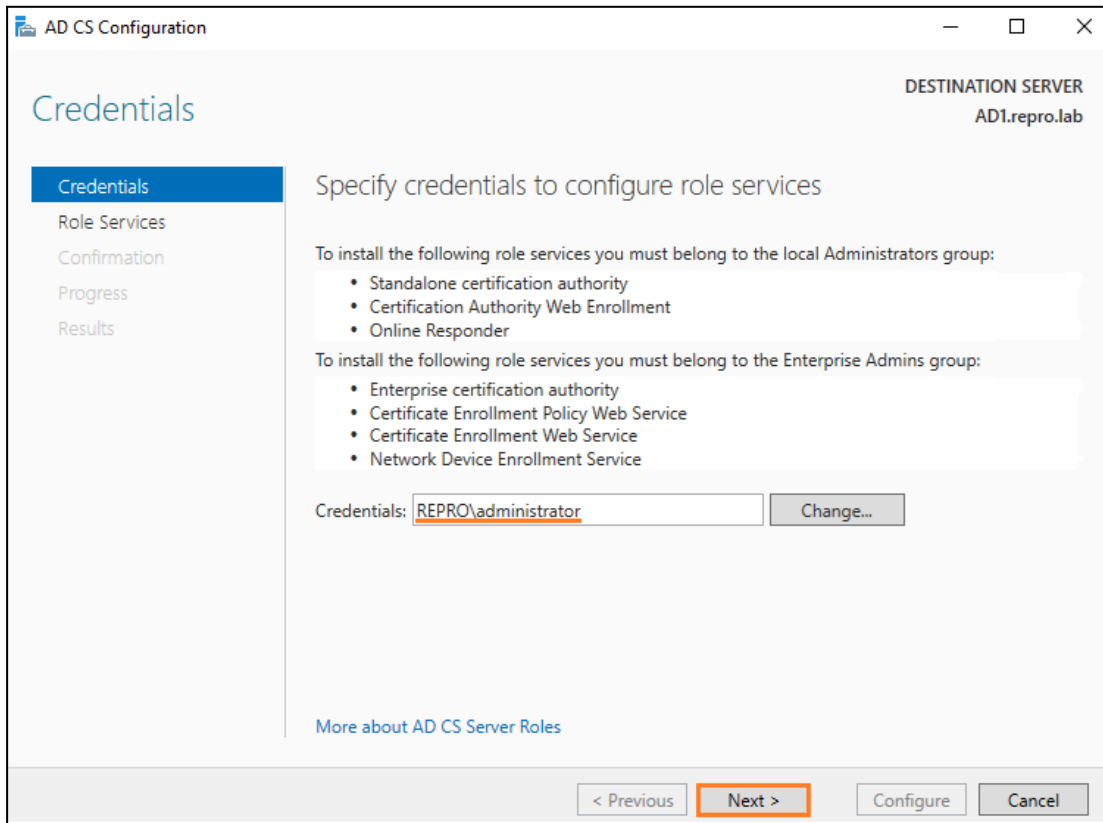 AD CS Configuration
DESTINATION SERVER
AD1.repro.lab
Credentials
Credentials
Role Services
Confirmation
Progress
Results
Specify credentials to configure role services
To install the following role services you must belong to the local Administrators group:
• Standalone certification authority
• Certification Authority Web Enrollment
• Online Responder
To install the following role services you must belong to the Enterprise Admins group:
• Enterprise certification authority
• Certificate Enrollment Policy Web Service
• Certificate Enrollment Web Service
• Network Device Enrollment Service
Credentials: REPRO\administrator Change...
More about AD CS Server Roles
< Previous Next > Configure Cancel